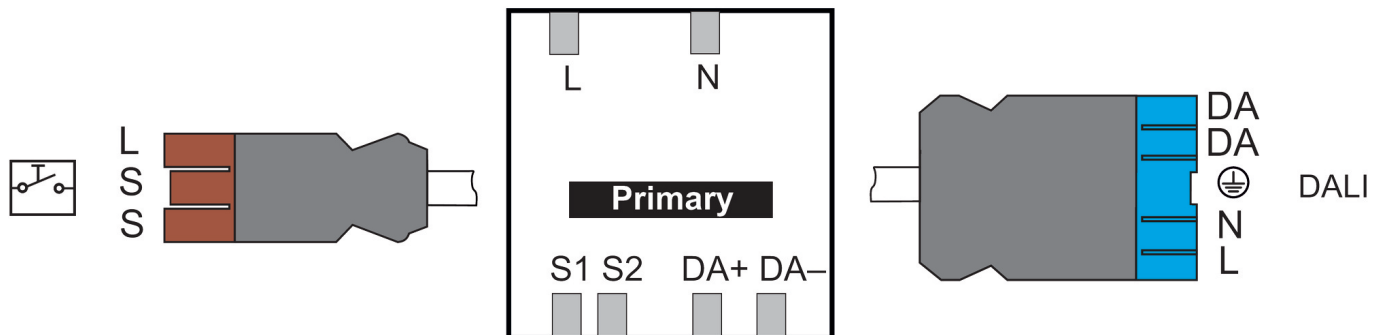 L
S
S
L N
Primary
S1 S2 DA+ DA–
DA
DA
N
L
DALI